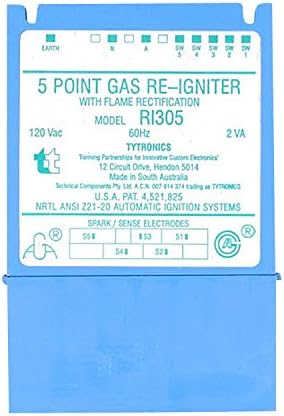 EARTH N A SW 5 SW 4 SW 3 SW 2 SW 1
5 POINT GAS RE-IGNITER
WITH FLAME RECTIFICATION
MODEL RI305
120 Vac 60Hz 2 VA
TYTRONICS
'Forming Partnerships for Innovative Custom Electronics'
12 Circuit Drive, Hendon 5014
Made in South Australia
Technical Components Pty. Ltd A.C.N. 007 914 374 trading as TYTRONICS
U.S.A. PAT. 4,521,825
NRTL ANSI Z21-20 AUTOMATIC IGNITION SYSTEMS
SPARK / SENSE ELECTRODES
S5 S3 S1
S4 S2